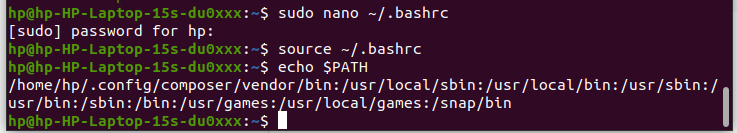 hp@hp-HP-Laptop-15s-du0xxx:~$ sudo nano ~/.bashrc
[sudo] password for hp:
hp@hp-HP-Laptop-15s-du0xxx:~$ source ~/.bashrc
hp@hp-HP-Laptop-15s-du0xxx:~$ echo $PATH
/home/hp/.config/composer/vendor/bin:/usr/local/sbin:/usr/local/bin:/usr/sbin:/
usr/bin:/sbin:/bin:/usr/games:/usr/local/games:/snap/bin
hp@hp-HP-Laptop-15s-du0xxx:~$